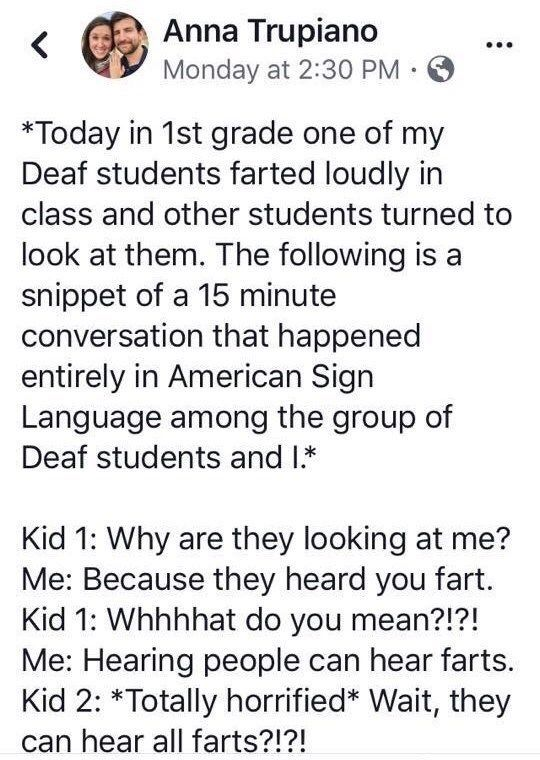 Anna Trupiano
Monday at 2:30 PM ·
*Today in 1st grade one of my
Deaf students farted loudly in
class and other students turned to
look at them. The following is a
snippet of a 15 minute
conversation that happened
entirely in American Sign
Language among the group of
Deaf students and I.*
Kid 1: Why are they looking at me?
Me: Because they heard you fart.
Kid 1: Whhhhat do you mean?!?!
Me: Hearing people can hear farts.
Kid 2: *Totally horrified* Wait, they
can hear all farts?!?!